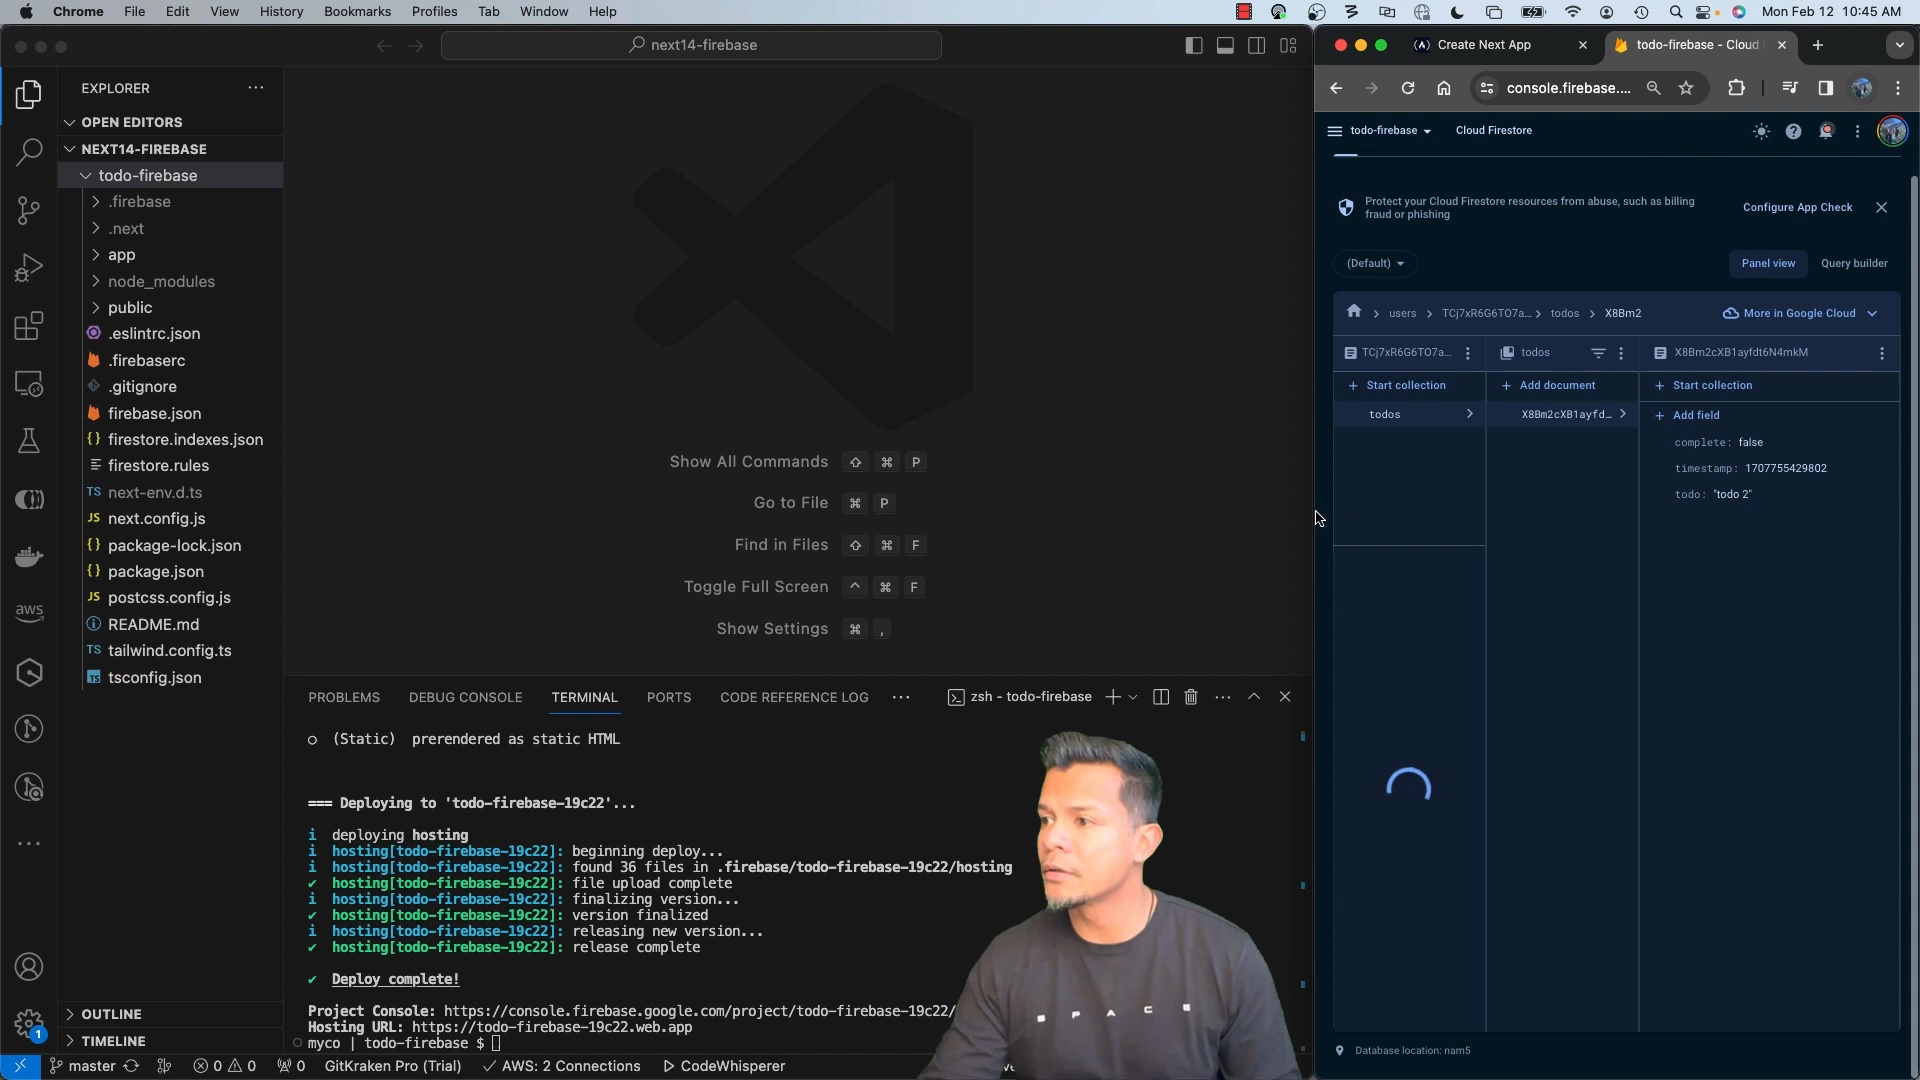 Chrome File Edit View History Bookmarks Profiles Tab Window Help
Mon Feb 12 10:45 AM
next14-firebase
EXPLORER
OPEN EDITORS
NEXT14-FIREBASE
todo-firebase
.firebase
.next
app
node_modules
public
.eslintrc.json
.firebaserc
.gitignore
firebase.json
firestore.indexes.json
firestore.rules
TS next-env.d.ts
JS next.config.js
package-lock.json
package.json
JS postcss.config.js
README.md
TS tailwind.config.ts
TS tsconfig.json
OUTLINE
TIMELINE
aws
1
Show All Commands ⇧ ⌘ P
Go to File ⌘ P
Find in Files ⇧ ⌘ F
Toggle Full Screen ^ ⌘ F
Show Settings ⌘ ,
PROBLEMS DEBUG CONSOLE TERMINAL PORTS CODE REFERENCE LOG ··· zsh - todo-firebase
○ (Static) prerendered as static HTML
=== Deploying to 'todo-firebase-19c22'...
i deploying hosting
i hosting[todo-firebase-19c22]: beginning deploy...
i hosting[todo-firebase-19c22]: found 36 files in .firebase/todo-firebase-19c22/hosting
✔ hosting[todo-firebase-19c22]: file upload complete
i hosting[todo-firebase-19c22]: finalizing version...
✔ hosting[todo-firebase-19c22]: version finalized
i hosting[todo-firebase-19c22]: releasing new version...
✔ hosting[todo-firebase-19c22]: release complete
✔ Deploy complete!
Project Console: https://console.firebase.google.com/project/todo-firebase-19c22/
Hosting URL: https://todo-firebase-19c22.web.app
myco | todo-firebase $
S P A C E
master 0 0 0 GitKraken Pro (Trial) AWS: 2 Connections CodeWhisperer
Create Next App
todo-firebase - Cloud
console.firebase....
todo-firebase Cloud Firestore
Protect your Cloud Firestore resources from abuse, such as billing
fraud or phishing
Configure App Check
(Default)
Panel view Query builder
users TCj7xR6G6TO7a... todos X8Bm2
More in Google Cloud
TCj7xR6G6TO7a...
+ Start collection
todos
todos
+ Add document
X8Bm2cXB1ayfd…
X8Bm2cXB1ayfdt6N4mkM
+ Start collection
+ Add field
complete: false
timestamp: 1707755429802
todo: "todo 2"
Database location: nam5